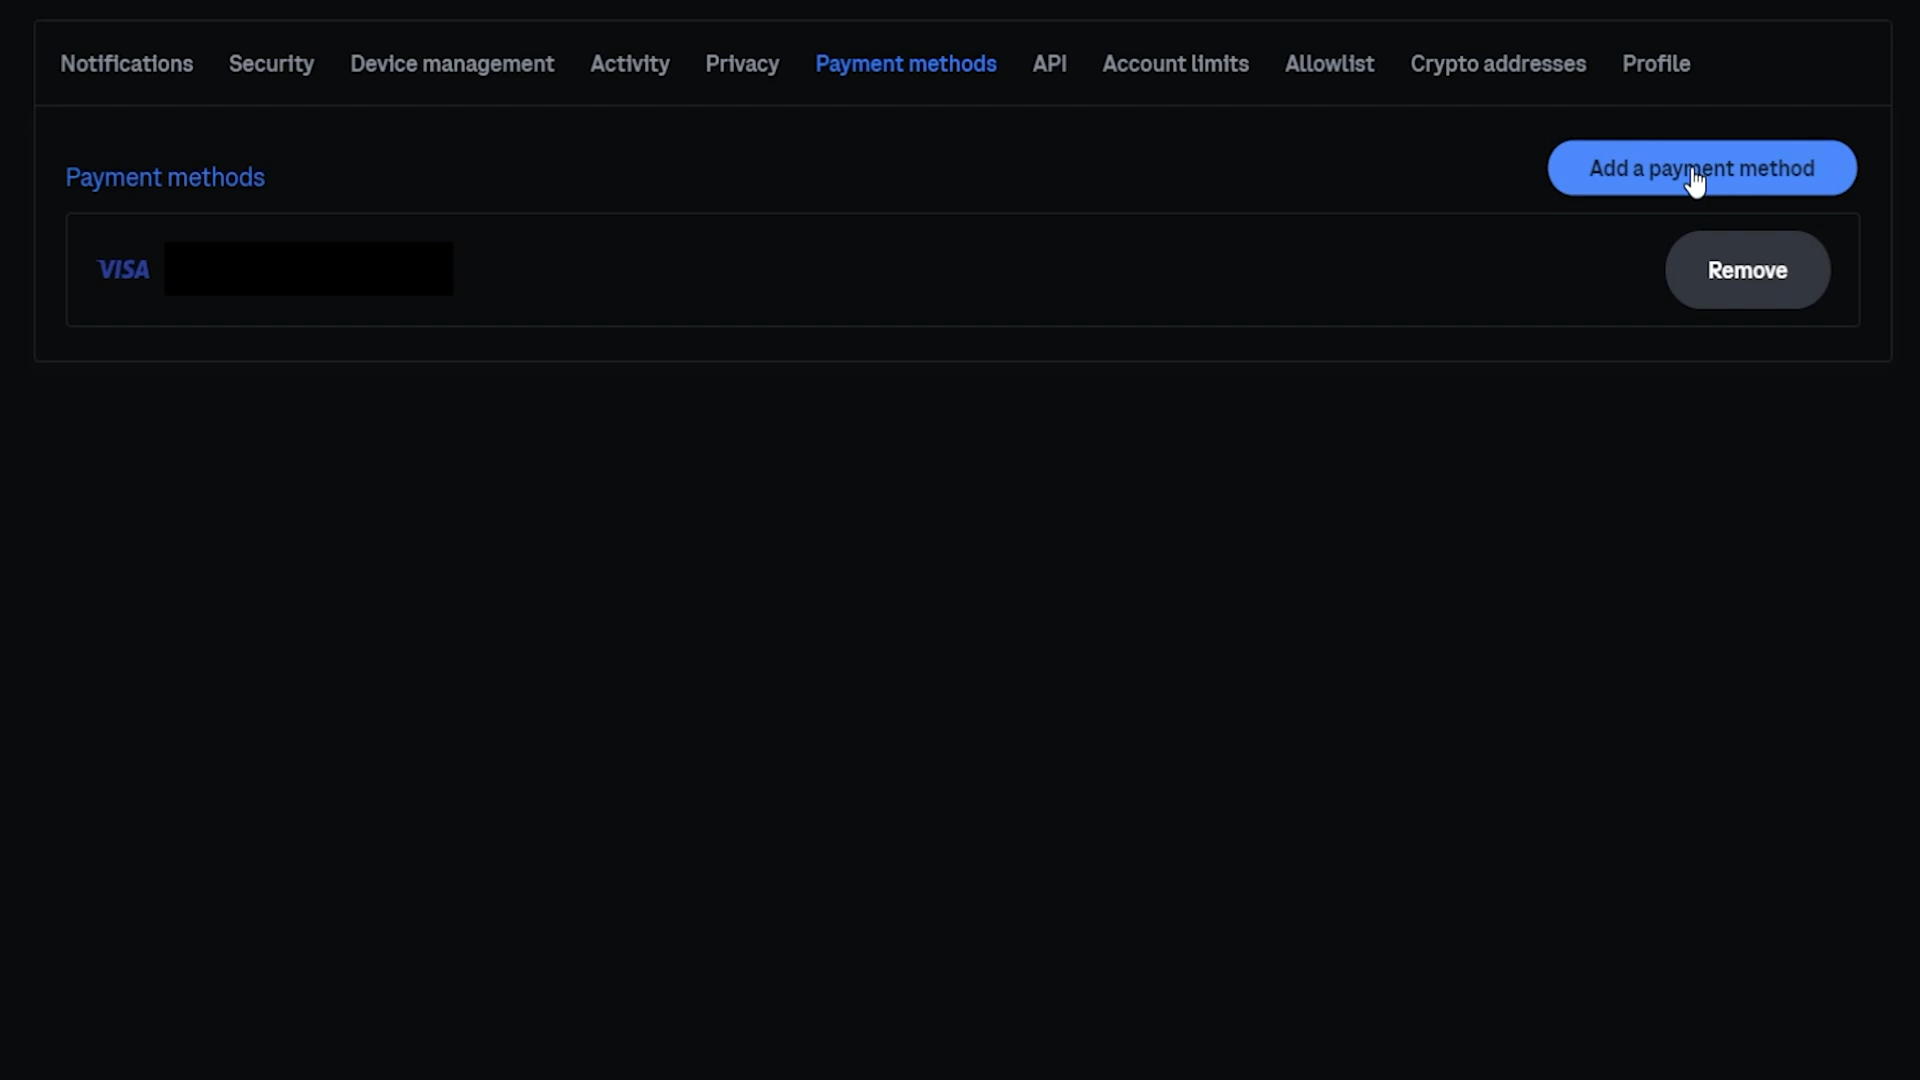 Notifications Security Device management Activity Privacy Payment methods API Account limits Allowlist Crypto addresses Profile
Payment methods
Add a payment method
VISA
Remove